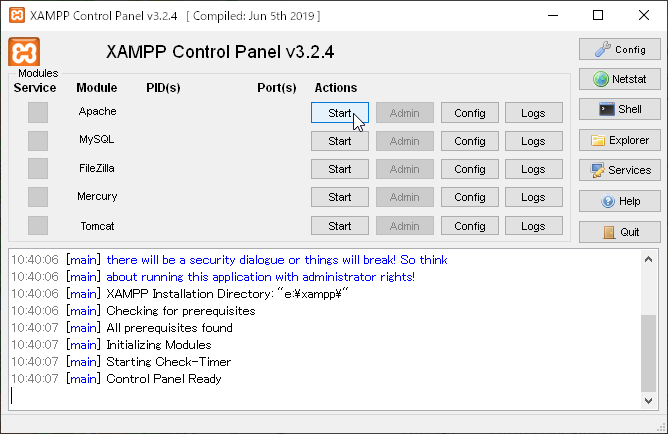 XAMPP Control Panel v3.2.4 [ Compiled: Jun 5th 2019 ]
XAMPP Control Panel v3.2.4
Config
Modules
Service Module PID(s) Port(s) Actions
Netstat
Apache Start Admin Config Logs
Shell
MySQL Start Admin Config Logs
Explorer
FileZilla Start Admin Config Logs
Services
Mercury Start Admin Config Logs
Help
Tomcat Start Admin Config Logs
Quit
10:40:06 [main] there will be a security dialogue or things will break! So think
10:40:06 [main] about running this application with administrator rights!
10:40:06 [main] XAMPP Installation Directory: "e:¥xampp¥"
10:40:06 [main] Checking for prerequisites
10:40:07 [main] All prerequisites found
10:40:07 [main] Initializing Modules
10:40:07 [main] Starting Check-Timer
10:40:07 [main] Control Panel Ready